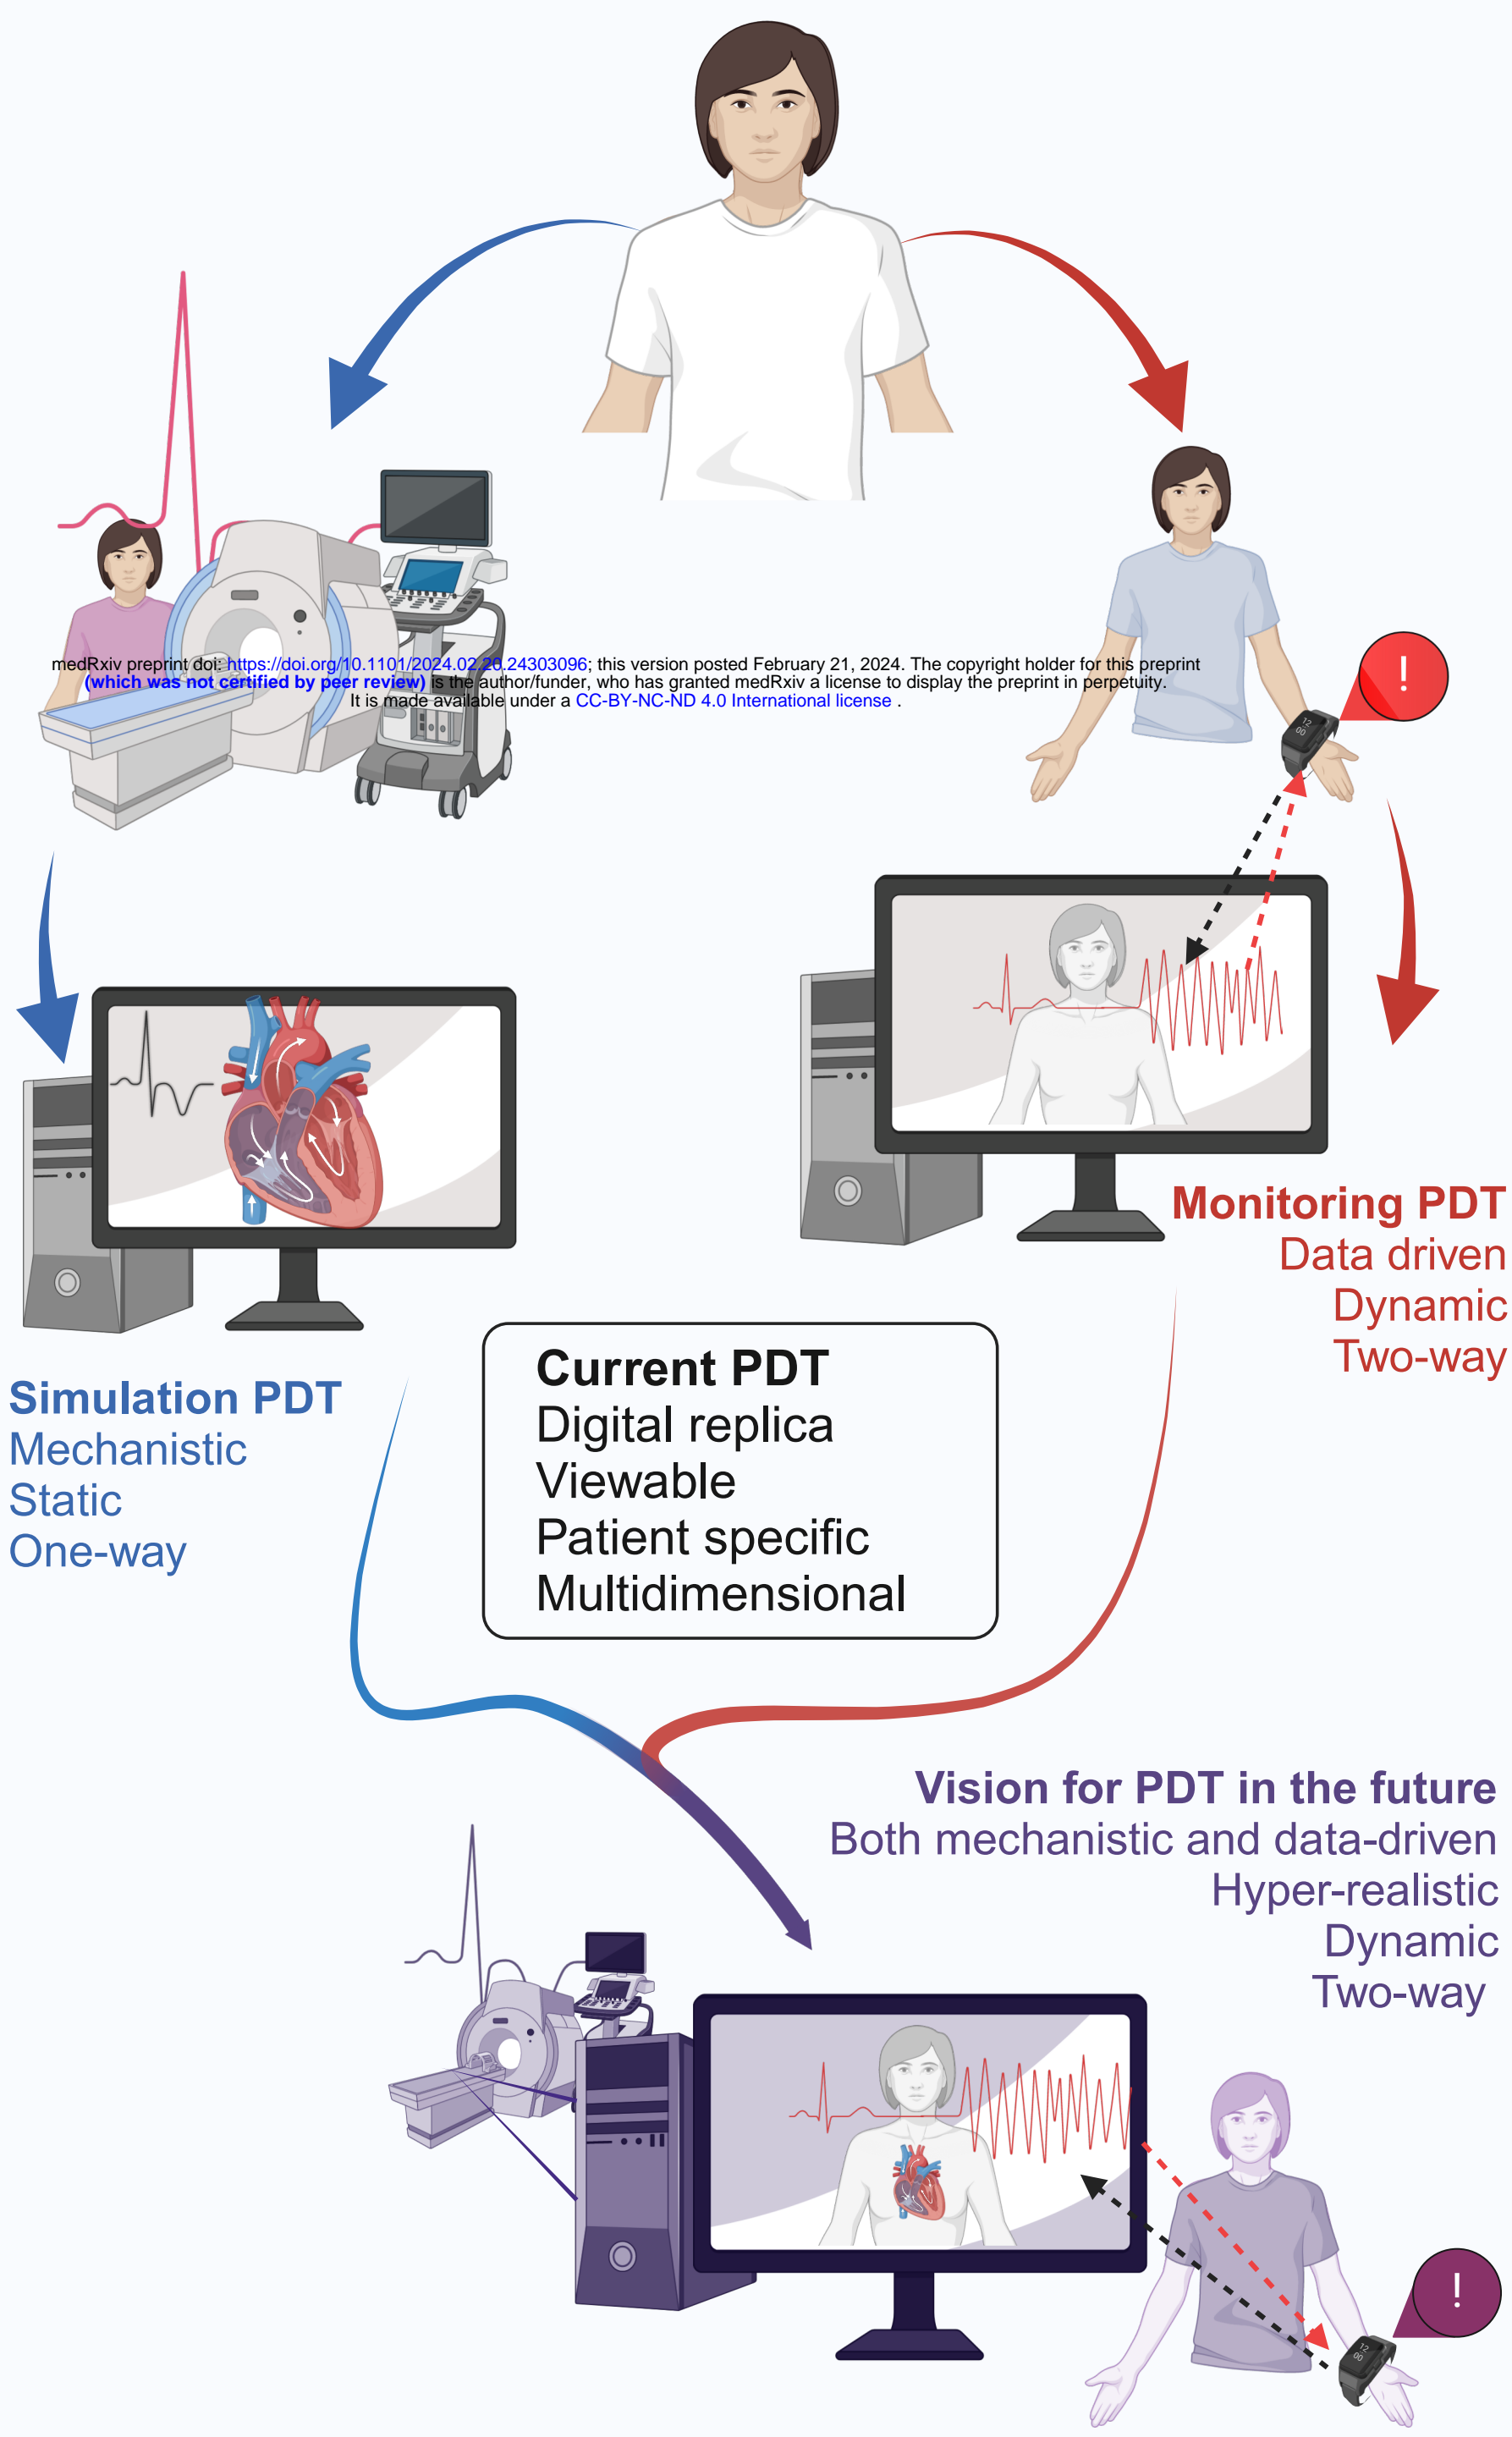 medRxiv preprint doi: https://doi.org/10.1101/2024.02.20.24303096; this version posted February 21, 2024. The copyright holder for this preprint
(which was not certified by peer review) is the author/funder, who has granted medRxiv a license to display the preprint in perpetuity.
It is made available under a CC-BY-NC-ND 4.0 International license .
!
12
00
Monitoring PDT
Data driven
Dynamic
Two-way
Simulation PDT
Mechanistic
Static
One-way
Current PDT
Digital replica
Viewable
Patient specific
Multidimensional
Vision for PDT in the future
Both mechanistic and data-driven
Hyper-realistic
Dynamic
Two-way
!
12
00